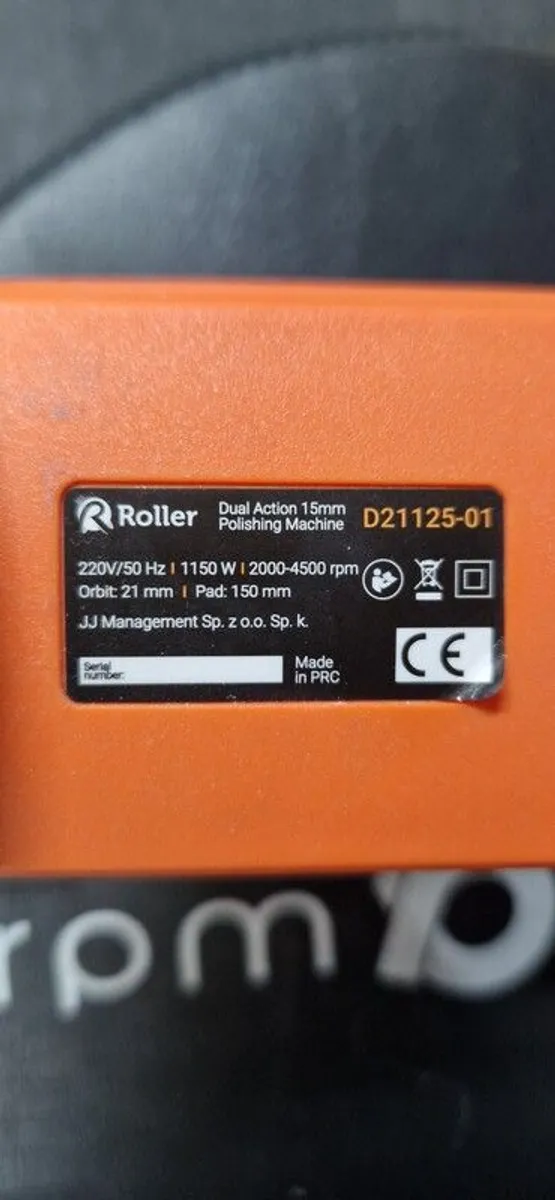 Roller Dual Action 15mm Polishing Machine D21125-01
220V/50 Hz I 1150 W I 2000-4500 rpm
Orbit: 21 mm I Pad: 150 mm
JJ Management Sp. z o.o. Sp. k.
Serial number:
Made in PRC
CE
rpm